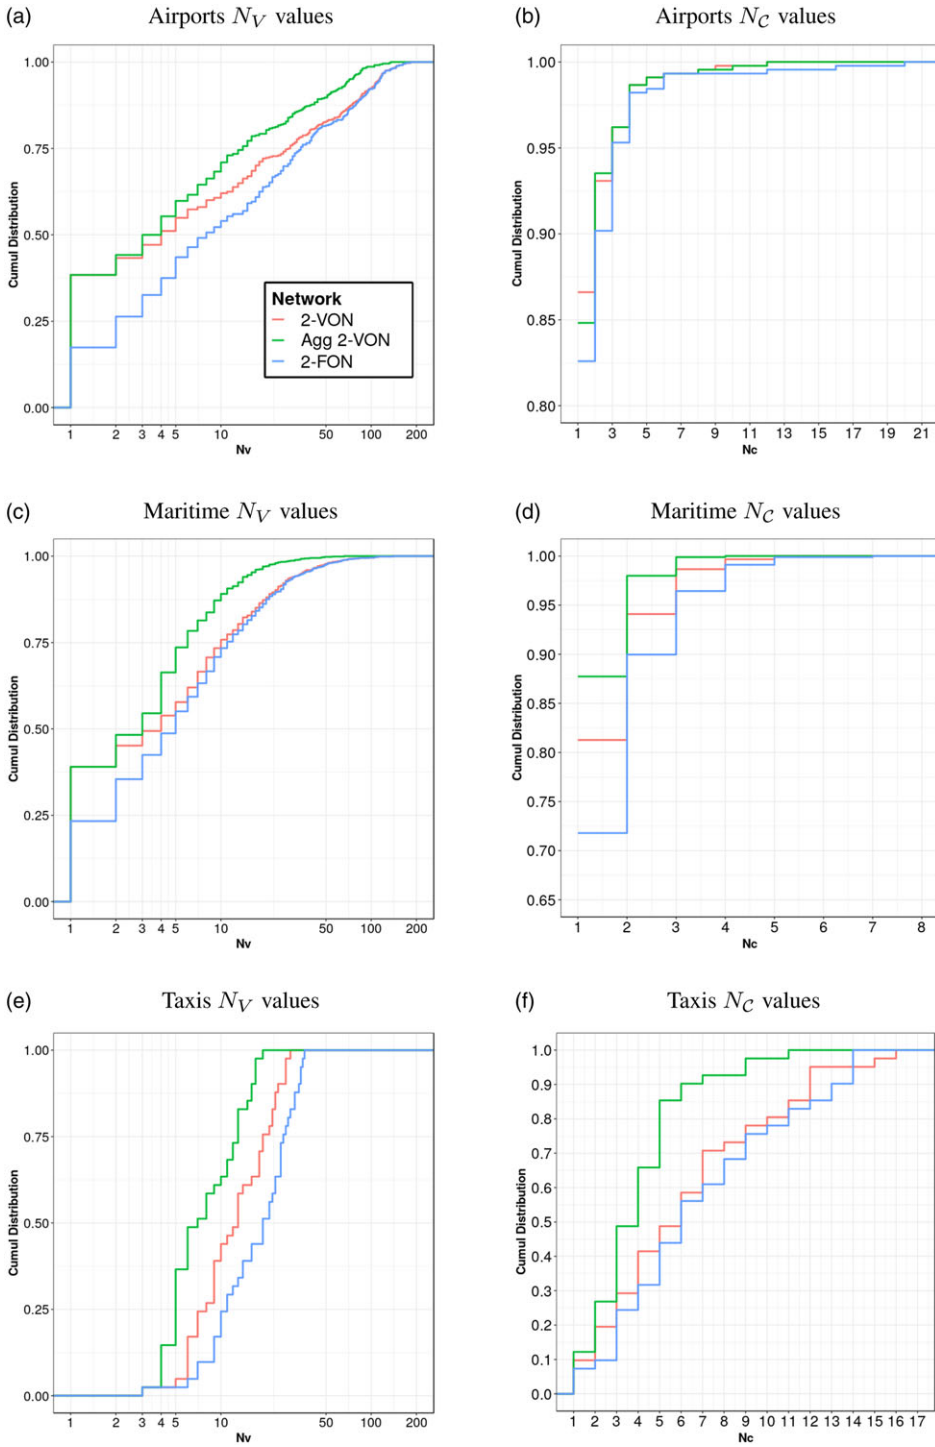 (a) Airports N_V values
(b) Airports N_C values
1.00
0.75
0.50
0.25
0.00
Cumul Distribution
Network
2-VON
Agg 2-VON
2-FON
1 2 3 4 5 10 50 100 200
Nv
1.00
0.95
0.90
0.85
0.80
Cumul Distribution
1 3 5 7 9 11 13 15 17 19 21
Nc
(c) Maritime N_V values
(d) Maritime N_C values
1.00
0.75
0.50
0.25
0.00
Cumul Distribution
1 2 3 4 5 10 50 100 200
Nv
1.00
0.95
0.90
0.85
0.80
0.75
0.70
0.65
Cumul Distribution
1 2 3 4 5 6 7 8
Nc
(e) Taxis N_V values
(f) Taxis N_C values
1.00
0.75
0.50
0.25
0.00
Cumul Distribution
1 2 3 4 5 10 50 100 200
Nv
1.0
0.9
0.8
0.7
0.6
0.5
0.4
0.3
0.2
0.1
0.0
Cumul Distribution
1 2 3 4 5 6 7 8 9 10 11 12 13 14 15 16 17
Nc